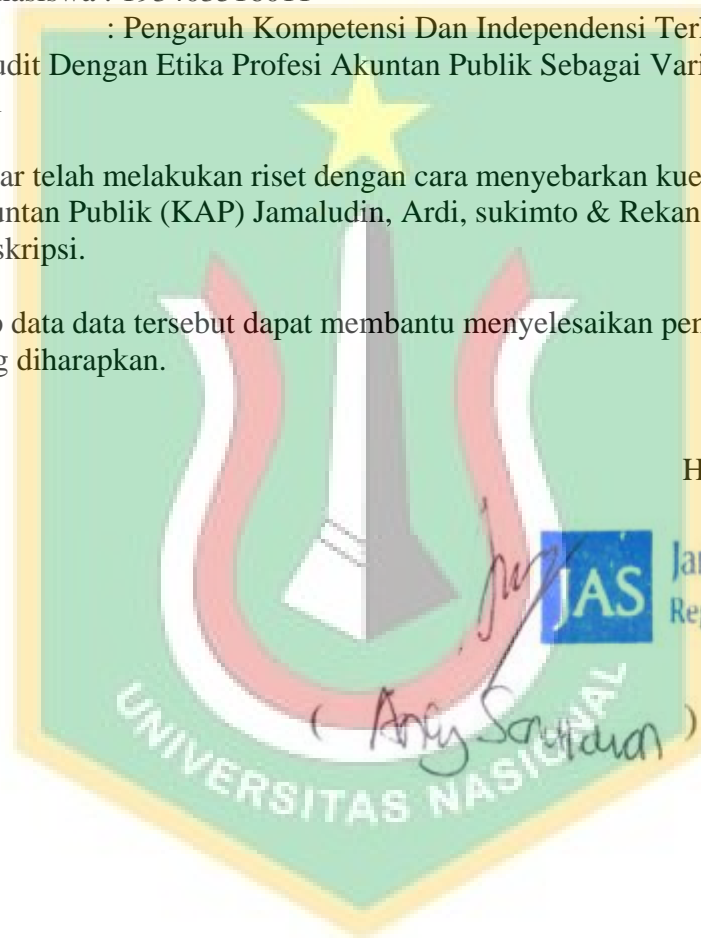 : Pengaruh Kompetensi Dan Independensi Ter
udit Dengan Etika Profesi Akuntan Publik Sebagai Vari
ar telah melakukan riset dengan cara menyebarkan kue
untan Publik (KAP) Jamaludin, Ardi, sukimto & Rekan
skripsi.
data data tersebut dapat membantu menyelesaikan pen
g diharapkan.
H
JAS
( )
UNIVERSITAS NASIONAL